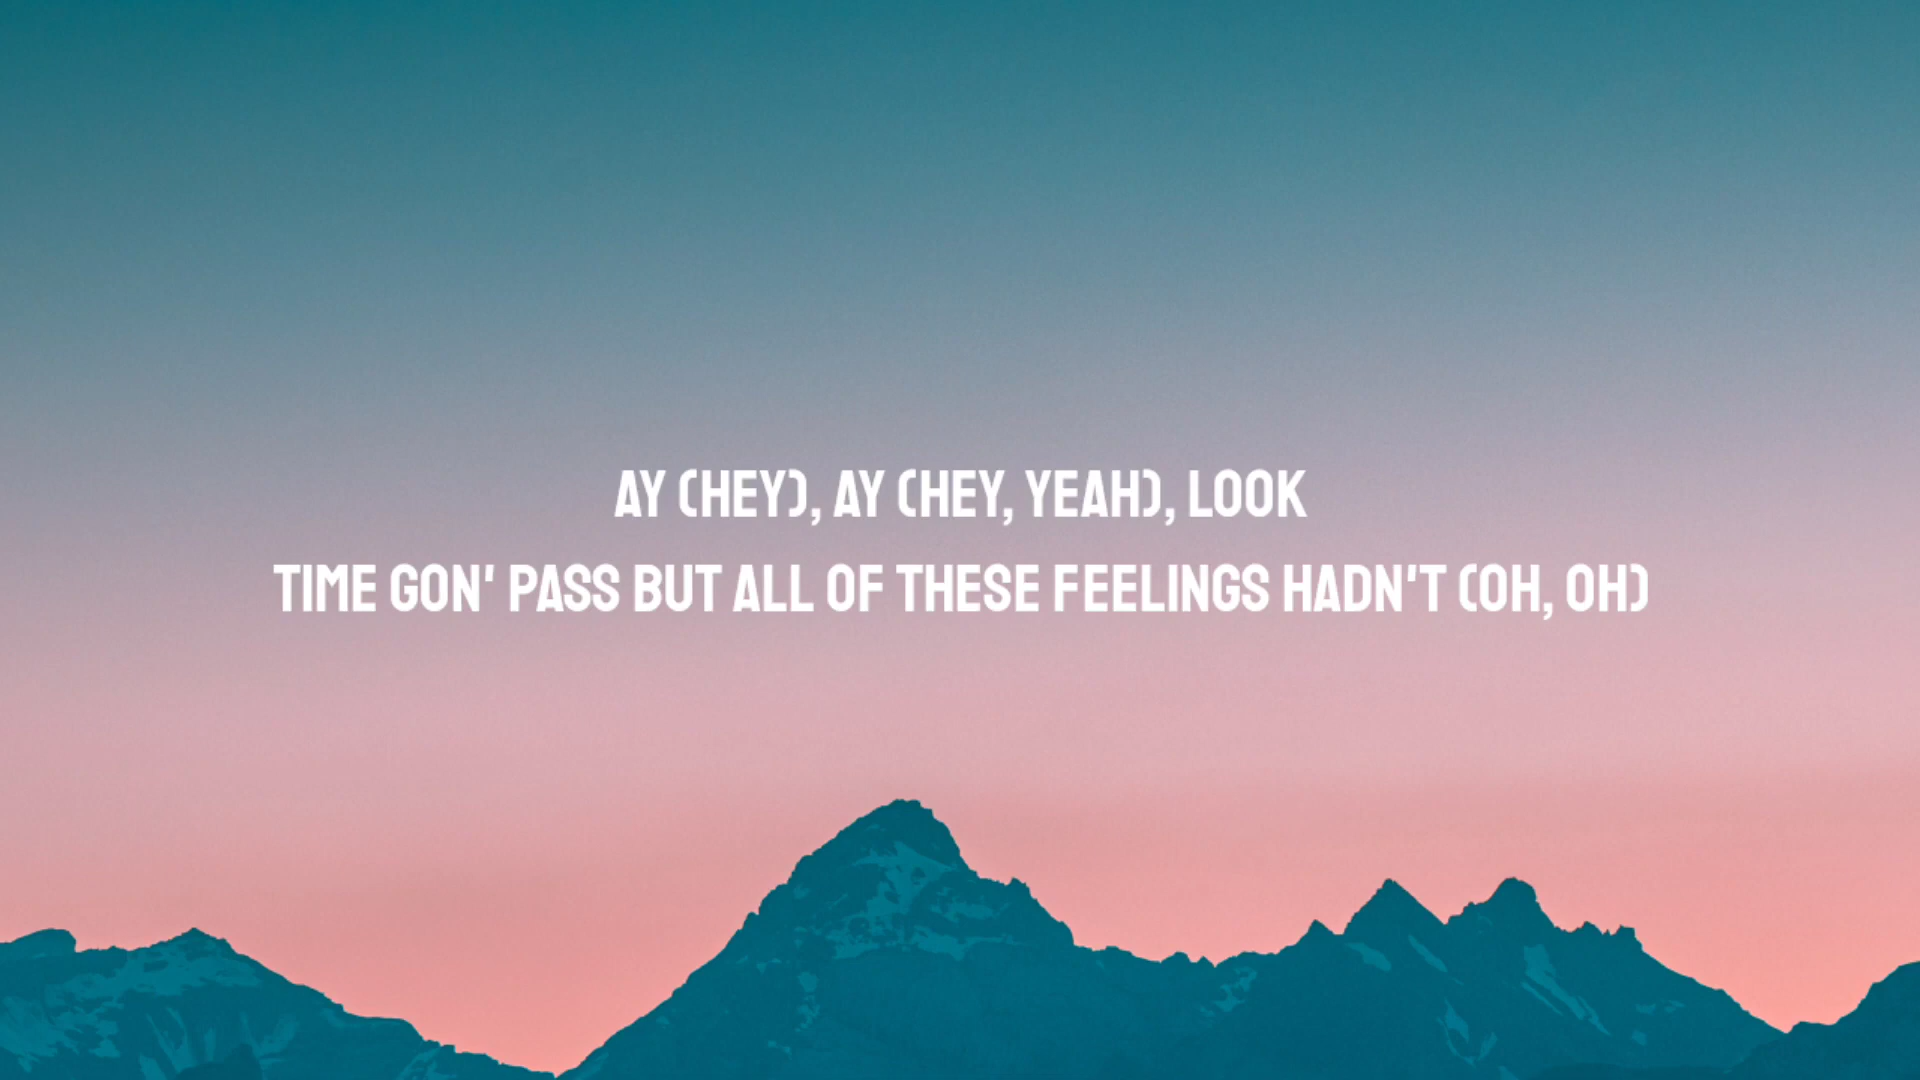 AY (HEY), AY (HEY, YEAH), LOOK
TIME GON' PASS BUT ALL OF THESE FEELINGS HADN'T (OH, OH)